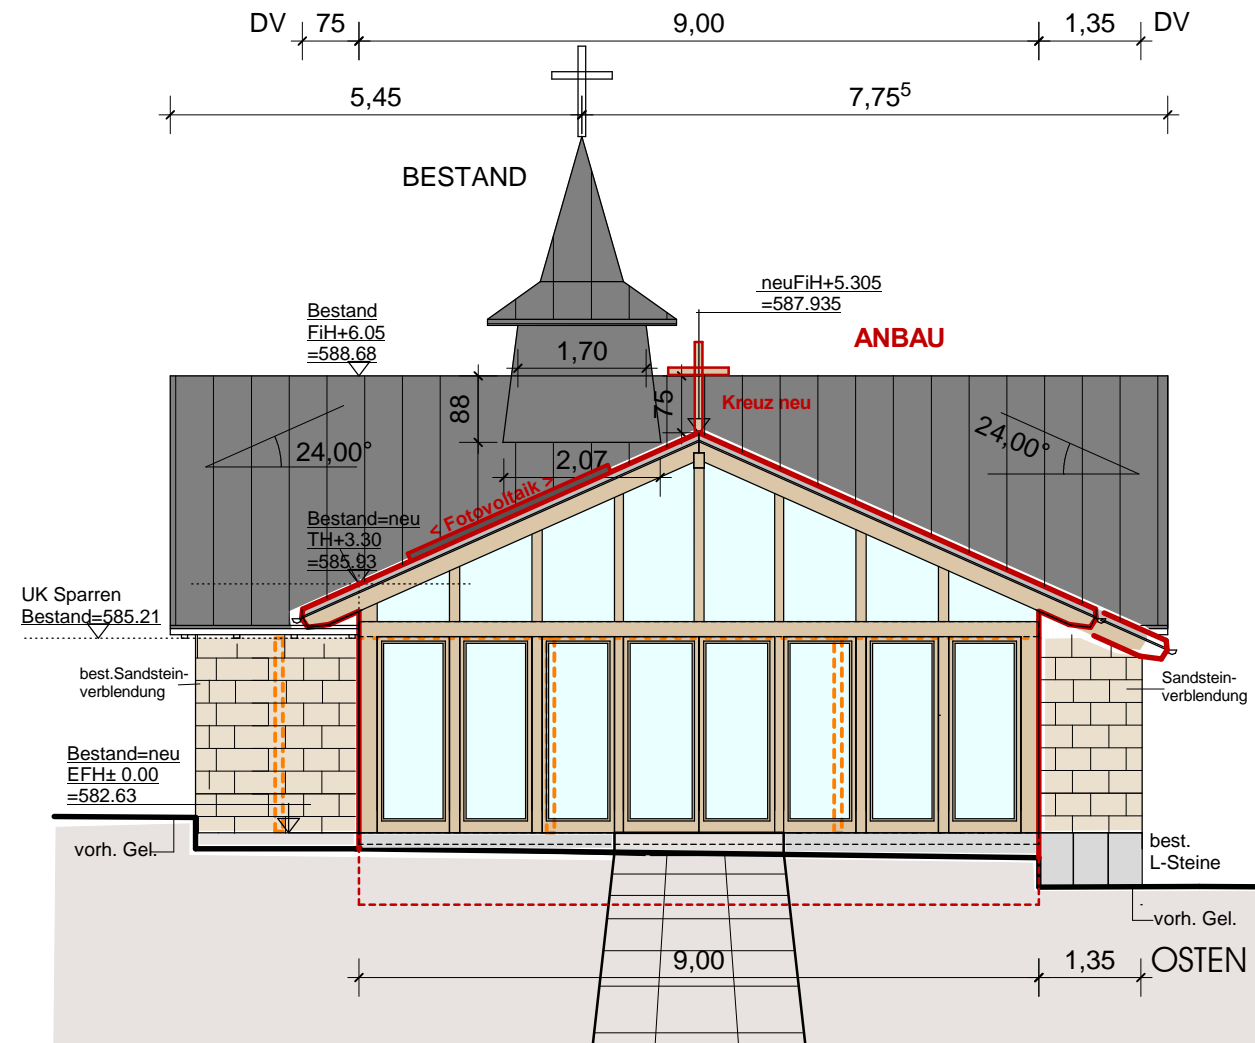 DV 75 9,00 1,35 DV
5,45 7,75⁵
BESTAND
neuFiH+5.305
=587.935
Bestand
FiH+6.05
=588.68
ANBAU
1,70
88
75
Kreuz neu
24,00°
24,00°
2,07
< Fotovoltaik >
Bestand=neu
TH+3.30
=585.93
UK Sparren
Bestand=585.21
best.Sandstein-
verblendung
Sandstein-
verblendung
Bestand=neu
EFH± 0.00
=582.63
vorh. Gel.
best.
L-Steine
vorh. Gel.
9,00 1,35 OSTEN